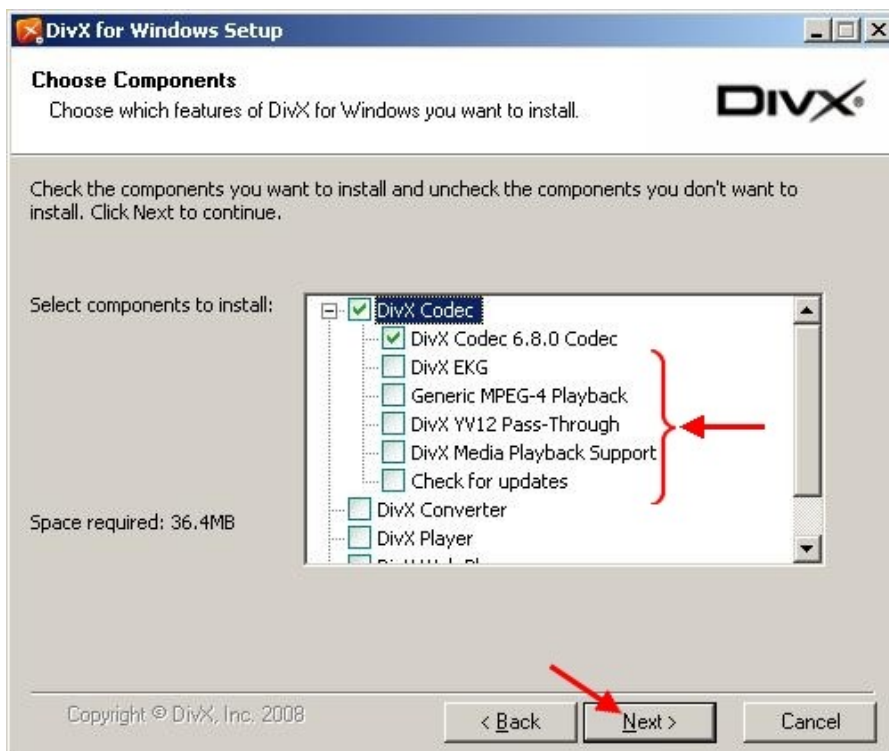 DivX for Windows Setup
Choose Components
Choose which features of DivX for Windows you want to install.
DIVX
Check the components you want to install and uncheck the components you don't want to
install. Click Next to continue.
Select components to install:
DivX Codec
DivX Codec 6.8.0 Codec
DivX EKG
Generic MPEG-4 Playback
DivX YV12 Pass-Through
DivX Media Playback Support
Check for updates
DivX Converter
DivX Player
Space required: 36.4MB
Copyright © DivX, Inc. 2008
< Back
Next >
Cancel